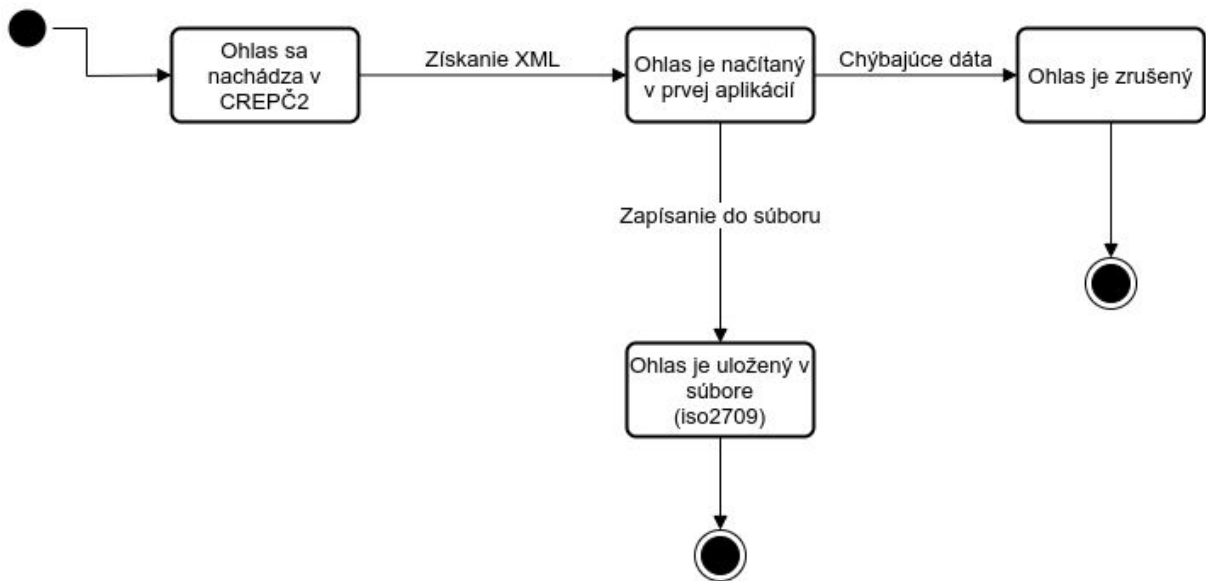 Ohlas sa
nachádza v
CREPČ2
Získanie XML
Ohlas je načítaný
v prvej aplikácií
Chýbajúce dáta
Ohlas je zrušený
Zapísanie do súboru
Ohlas je uložený v
súbore
(iso2709)